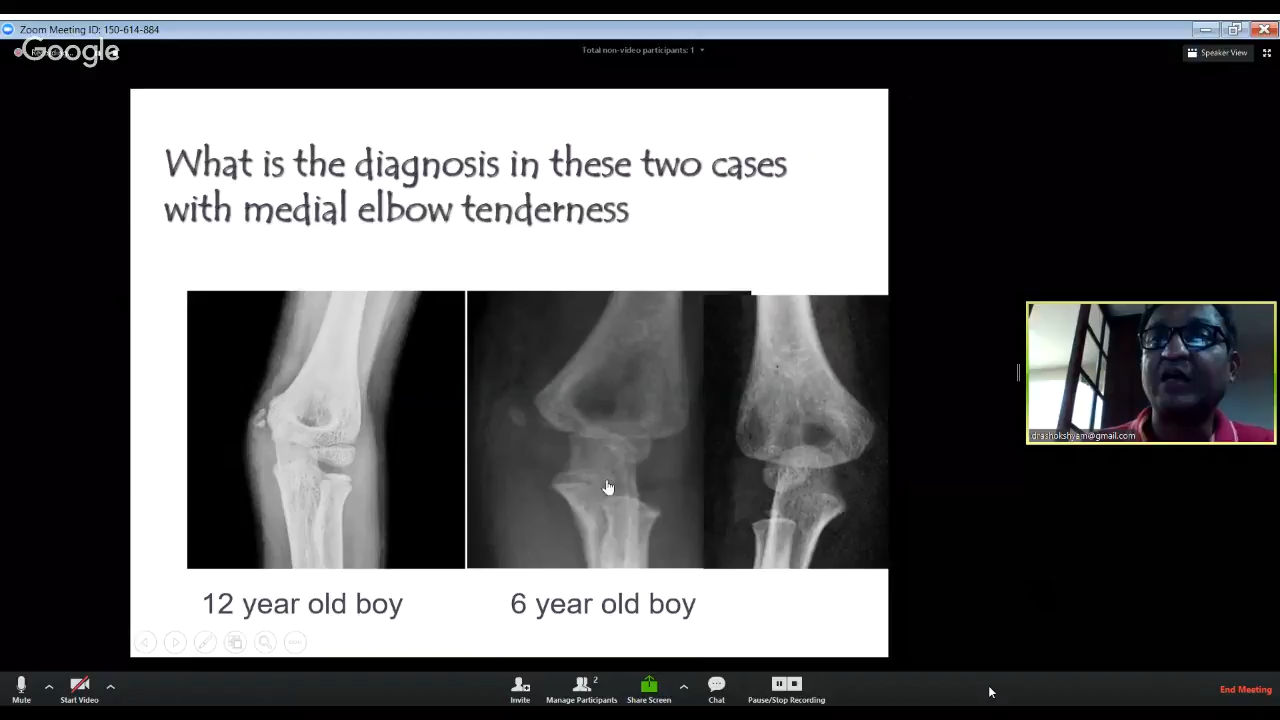 Zoom Meeting ID: 150-614-884
Google
Total non-video participants: 1
Speaker View
What is the diagnosis in these two cases
with medial elbow tenderness
drashokshyam@gmail.com
12 year old boy
6 year old boy
2
Mute
Start Video
Invite
Manage Participants
Share Screen
Chat
Pause/Stop Recording
End Meeting